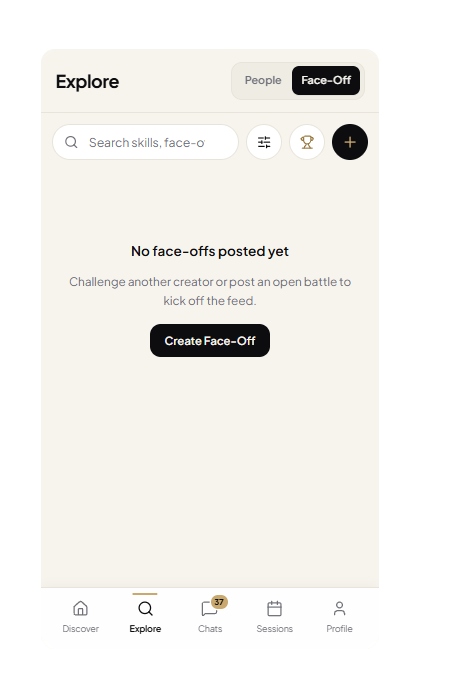 Explore
People
Face-Off
Search skills, face-o
No face-offs posted yet
Challenge another creator or post an open battle to
kick off the feed.
Create Face-Off
37
Discover
Explore
Chats
Sessions
Profile